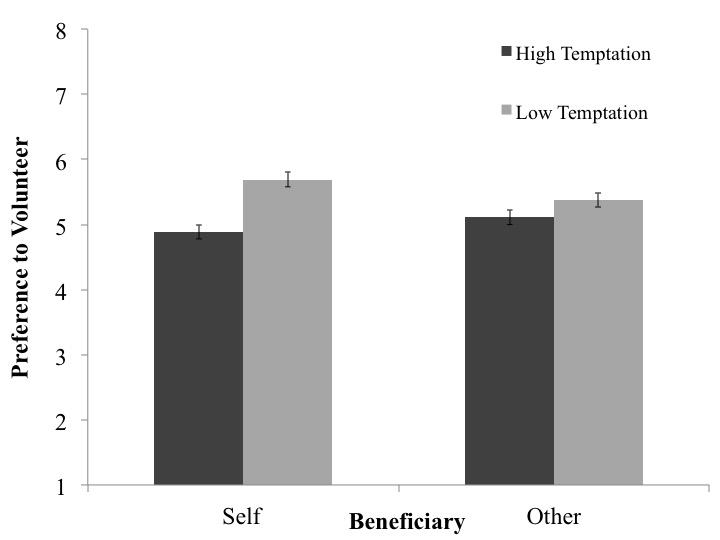 Preference to Volunteer
8
7
6
5
4
3
2
1
High Temptation
Low Temptation
Self
Other
Beneficiary